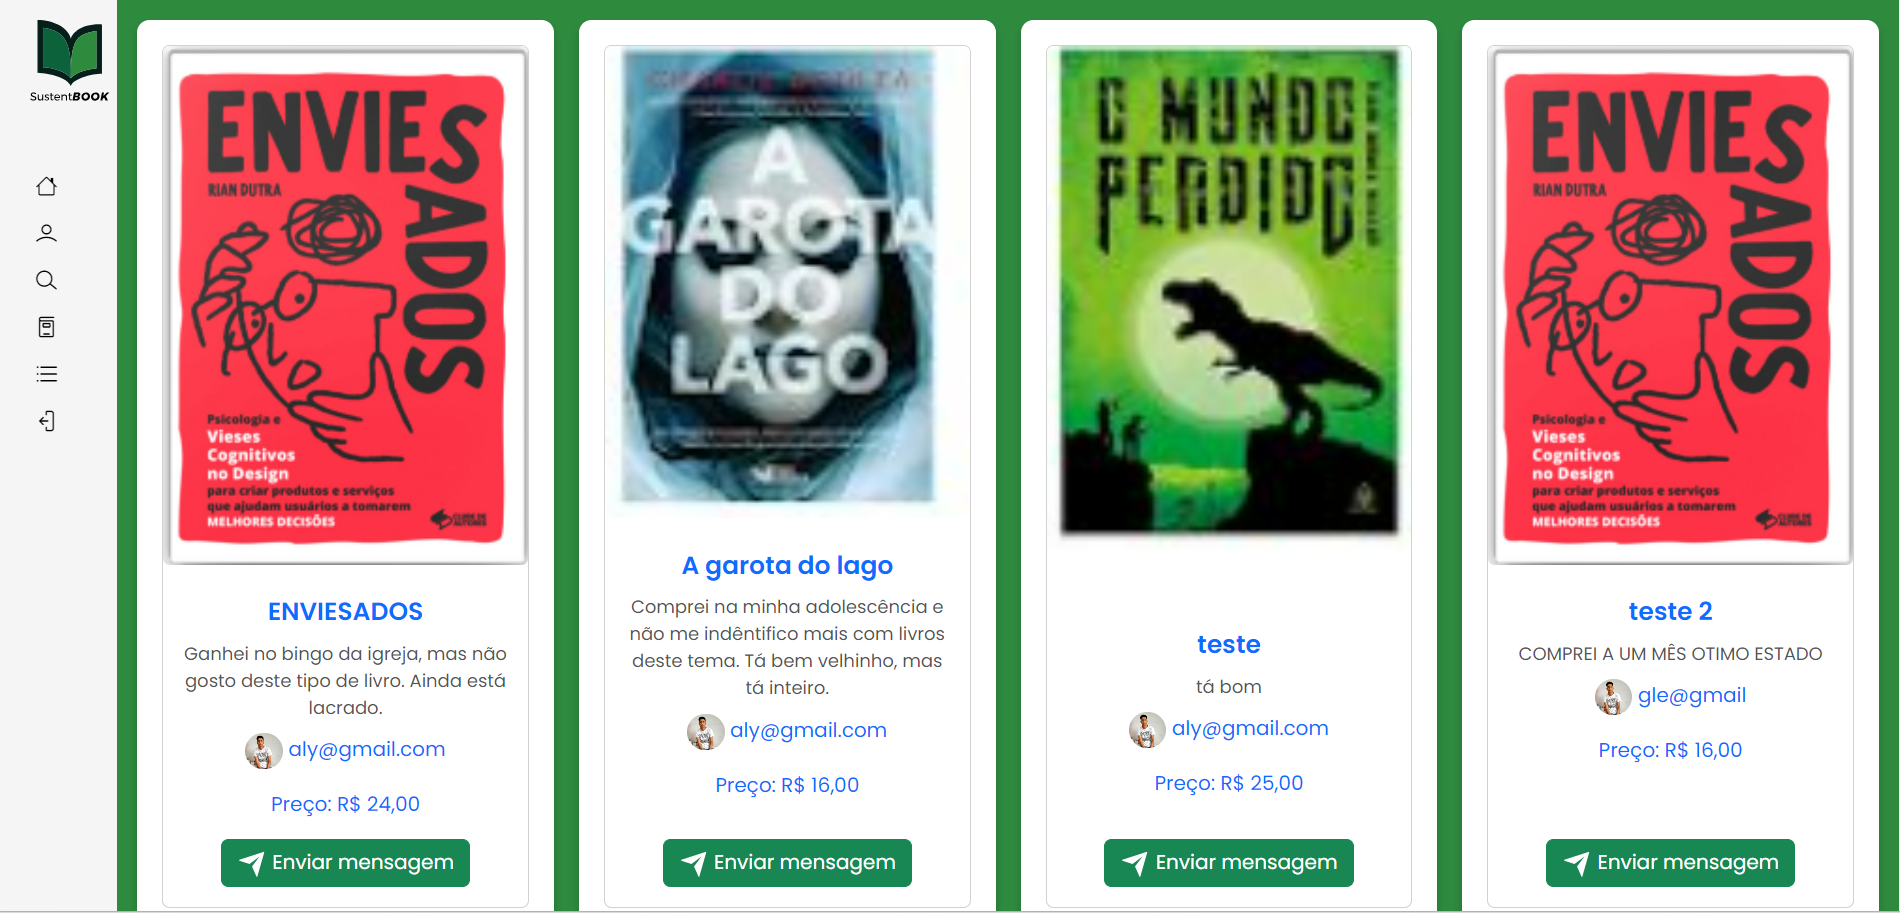 SustentBOOK
ENVIESADOS
RIAN DUTRA
Psicologia e
Vieses
Cognitivos
no Design
para criar produtos e serviços
que ajudam usuários a tomarem
MELHORES DECISÕES
CLUBE DE
AUTORES
ENVIESADOS
Ganhei no bingo da igreja, mas não
gosto deste tipo de livro. Ainda está
lacrado.
aly@gmail.com
Preço: R$ 24,00
Enviar mensagem
A
GAROTA
DO
LAGO
A garota do lago
Comprei na minha adolescência e
não me indêntifico mais com livros
deste tema. Tá bem velhinho, mas
tá inteiro.
aly@gmail.com
Preço: R$ 16,00
Enviar mensagem
O MUNDO
PERDIDO
teste
tá bom
aly@gmail.com
Preço: R$ 25,00
Enviar mensagem
ENVIESADOS
RIAN DUTRA
Psicologia e
Vieses
Cognitivos
no Design
para criar produtos e serviços
que ajudam usuários a tomarem
MELHORES DECISÕES
CLUBE DE
AUTORES
teste 2
COMPREI A UM MÊS OTIMO ESTADO
gle@gmail
Preço: R$ 16,00
Enviar mensagem